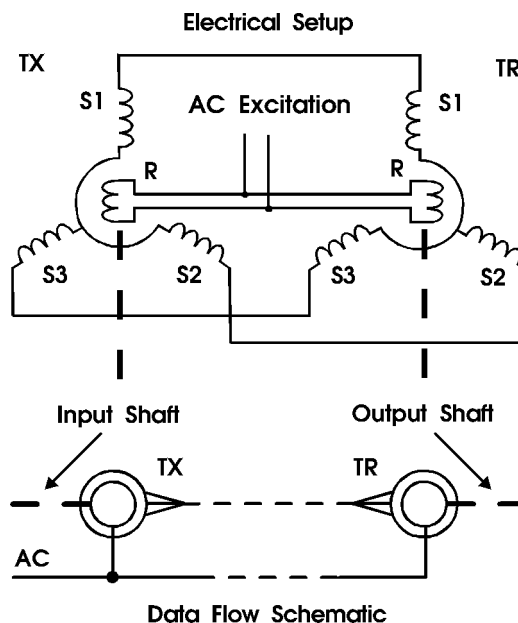 Electrical Setup
TX
TR
S1
AC Excitation
S1
R
R
S3
S2
S3
S2
Input Shaft
Output Shaft
TX
TR
AC
Data Flow Schematic